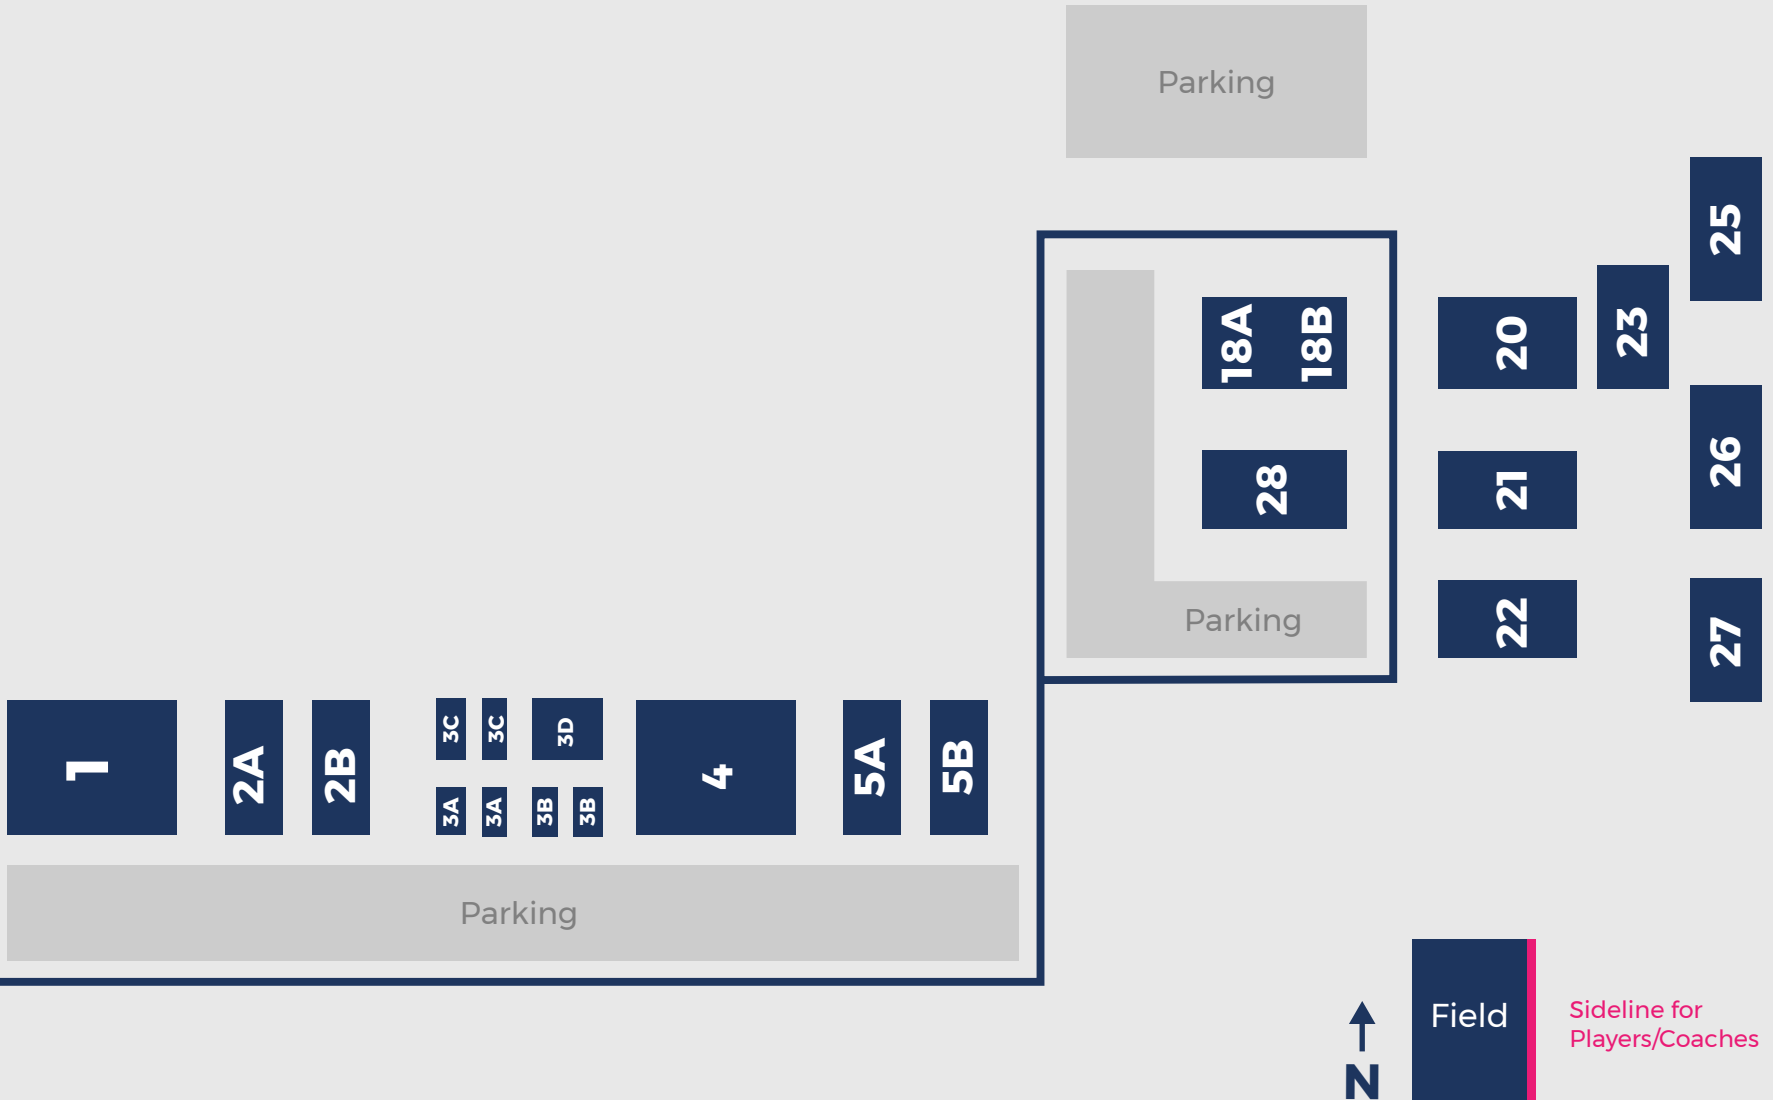 Parking
25
18A
18B
20
23
28
21
26
Parking
22
27
1
2A
2B
3C
3C
3D
3A
3A
3B
3B
4
5A
5B
Parking
Field
Sideline for
Players/Coaches
N